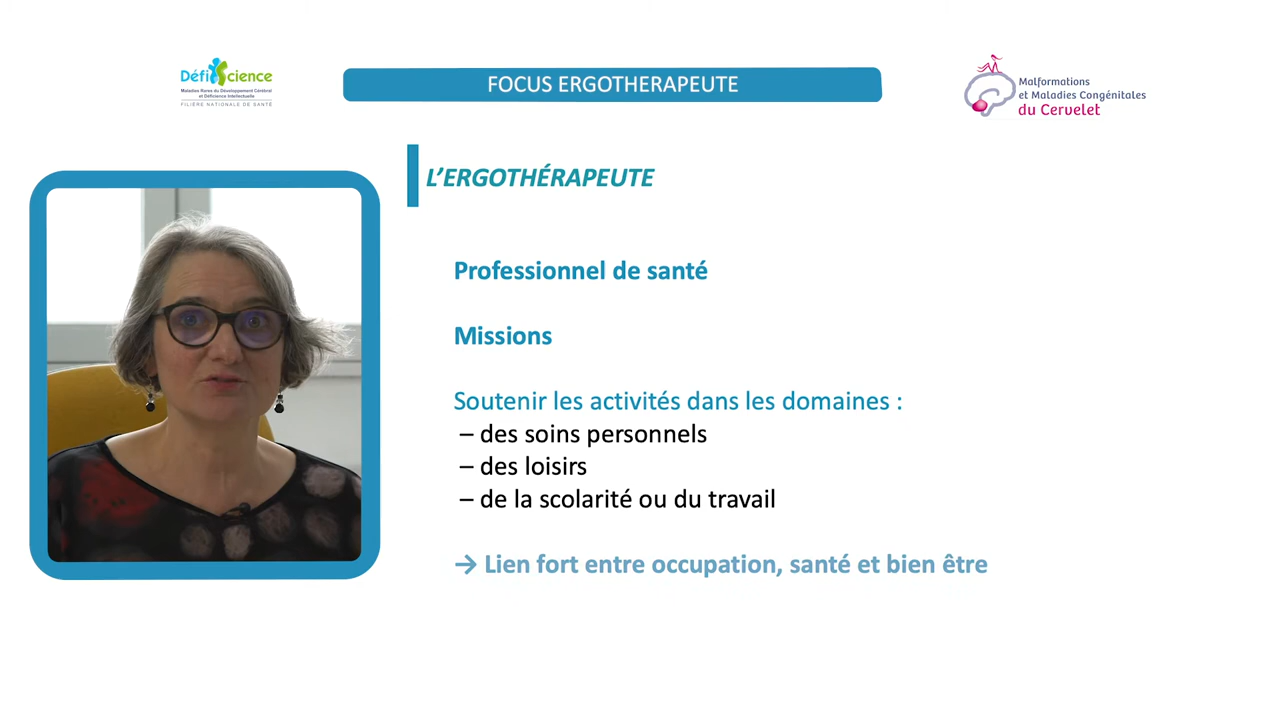 DéfiScience
Maladies Rares du Développement Cérébral
et Déficience Intellectuelle
FILIÈRE NATIONALE DE SANTÉ
FOCUS ERGOTHERAPEUTE
Malformations
et Maladies Congénitales
du Cervelet
L'ERGOTHÉRAPEUTE
Professionnel de santé
Missions
Soutenir les activités dans les domaines :
– des soins personnels
– des loisirs
– de la scolarité ou du travail
→ Lien fort entre occupation, santé et bien être